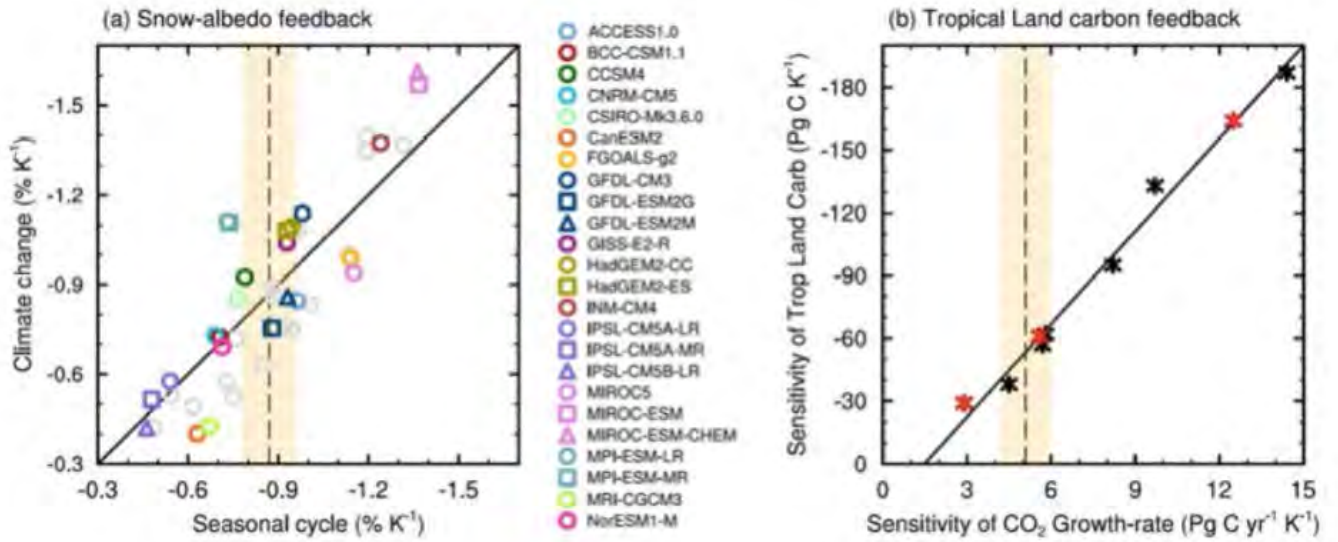 (a) Snow-albedo feedback
Climate change (% K⁻¹)
-1.5
-1.2
-0.9
-0.6
-0.3
-0.3 -0.6 -0.9 -1.2 -1.5
Seasonal cycle (% K⁻¹)
ACCESS1.0
BCC-CSM1.1
CCSM4
CNRM-CM5
CSIRO-Mk3.6.0
CanESM2
FGOALS-g2
GFDL-CM3
GFDL-ESM2G
GFDL-ESM2M
GISS-E2-R
HadGEM2-CC
HadGEM2-ES
INM-CM4
IPSL-CM5A-LR
IPSL-CM5A-MR
IPSL-CM5B-LR
MIROC5
MIROC-ESM
MIROC-ESM-CHEM
MPI-ESM-LR
MPI-ESM-MR
MRI-CGCM3
NorESM1-M
(b) Tropical Land carbon feedback
Sensitivity of Trop Land Carb (Pg C K⁻¹)
-180
-150
-120
-90
-60
-30
0
0 3 6 9 12 15
Sensitivity of CO₂ Growth-rate (Pg C yr⁻¹ K⁻¹)